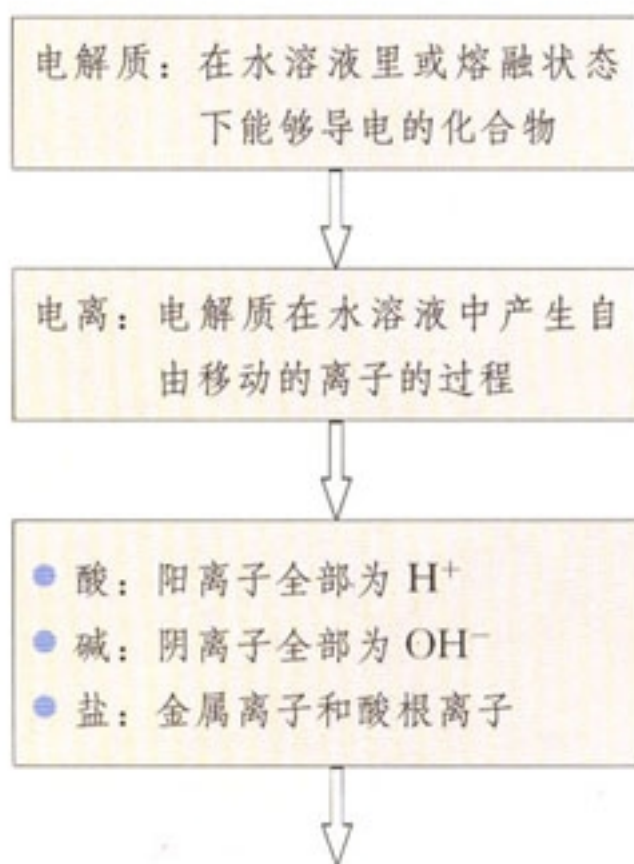 电解质：在水溶液里或熔融状态
下能够导电的化合物
电离：电解质在水溶液中产生自
由移动的离子的过程
酸：阳离子全部为 H⁺
碱：阴离子全部为 OH⁻
盐：金属离子和酸根离子